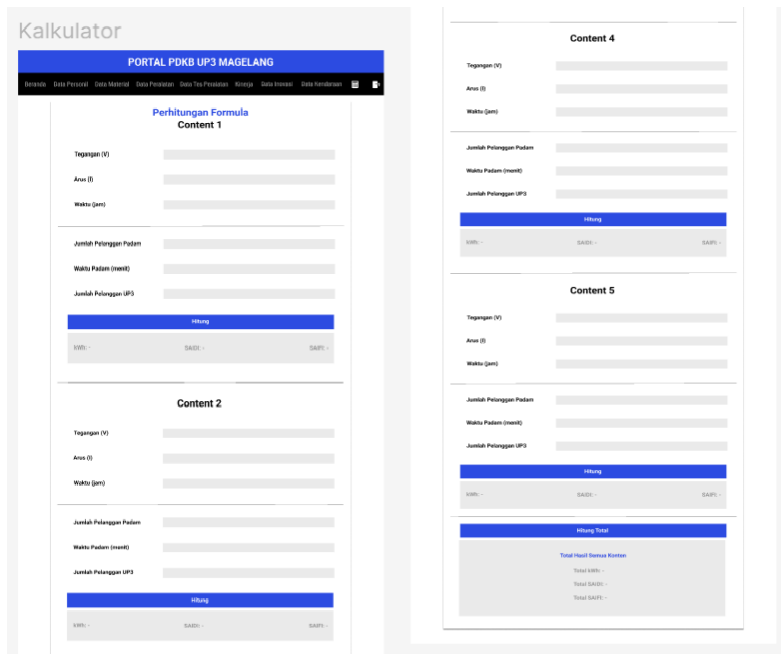 Kalkulator
PORTAL PDKB UP3 MAGELANG
Beranda Data Personil Data Material Data Peralatan Data Tes Peralatan Kinerja Data Inovasi Data Kendaraan
Perhitungan Formula
Content 1
Tegangan (V)
Arus (I)
Waktu (jam)
Jumlah Pelanggan Padam
Waktu Padam (menit)
Jumlah Pelanggan UP3
Hitung
kWh: - SAIDI: - SAIFI: -
Content 2
Tegangan (V)
Arus (I)
Waktu (jam)
Jumlah Pelanggan Padam
Waktu Padam (menit)
Jumlah Pelanggan UP3
Hitung
kWh: - SAIDI: - SAIFI: -
Content 4
Tegangan (V)
Arus (I)
Waktu (jam)
Jumlah Pelanggan Padam
Waktu Padam (menit)
Jumlah Pelanggan UP3
Hitung
kWh: - SAIDI: - SAIFI: -
Content 5
Tegangan (V)
Arus (I)
Waktu (jam)
Jumlah Pelanggan Padam
Waktu Padam (menit)
Jumlah Pelanggan UP3
Hitung
kWh: - SAIDI: - SAIFI: -
Hitung Total
Total Hasil Semua Konten
Total kWh: -
Total SAIDI: -
Total SAIFI: -